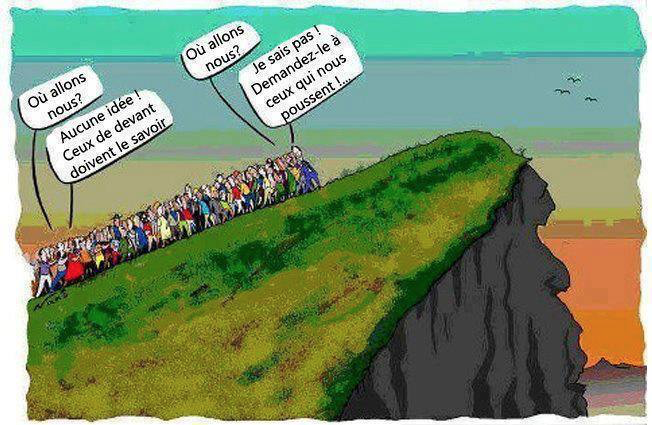 Où allons
nous?
Aucune idée !
Ceux de devant
doivent le savoir
Où allons
nous?
Je sais pas !
Demandez-le à
ceux qui nous
poussent !...